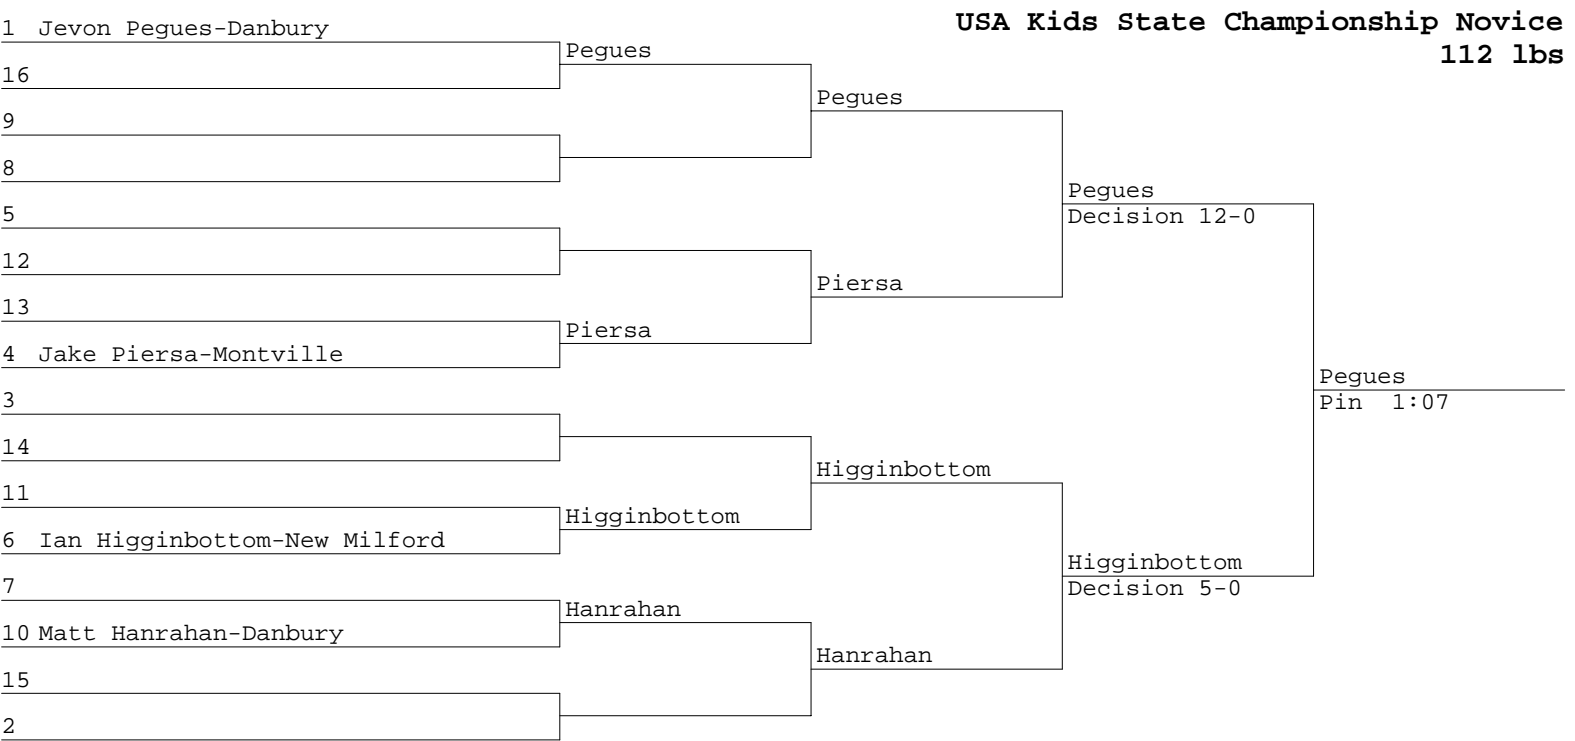 USA Kids State Championship Novice
112 lbs
1 Jevon Pegues-Danbury
Pegues
16
Pegues
9
8
Pegues
5
Decision 12-0
12
Piersa
13
Piersa
4 Jake Piersa-Montville
Pegues
3
Pin 1:07
14
Higginbottom
11
Higginbottom
6 Ian Higginbottom-New Milford
Higginbottom
7
Decision 5-0
Hanrahan
10 Matt Hanrahan-Danbury
Hanrahan
15
2